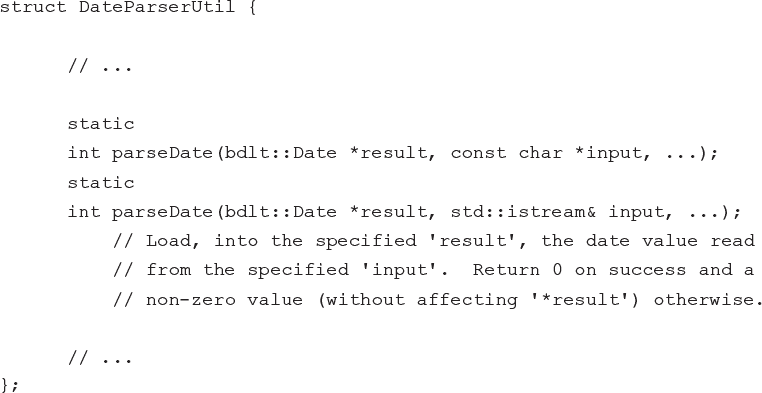 struct DateParserUtil {
// ...
static
int parseDate(bdlt::Date *result, const char *input, ...);
static
int parseDate(bdlt::Date *result, std::istream& input, ...);
// Load, into the specified 'result', the date value read
// from the specified 'input'.  Return 0 on success and a
// non-zero value (without affecting '*result') otherwise.
// ...
};